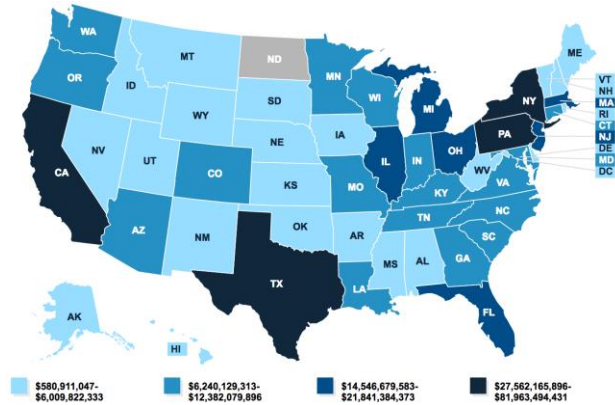 WA
ME
MT
ND
VT
OR
MN
NH
ID
SD
WI
NY
MA
MI
RI
WY
CT
IA
PA
NJ
NE
DE
NV
OH
MD
IL
IN
DC
UT
CO
WV
VA
CA
KS
MO
KY
NC
TN
AZ
OK
NM
AR
SC
MS
AL
GA
TX
LA
FL
AK
HI
$580,911,047-
$6,009,822,333
$6,240,129,313-
$12,382,079,896
$14,546,679,583-
$21,841,384,373
$27,562,165,896-
$81,963,494,431